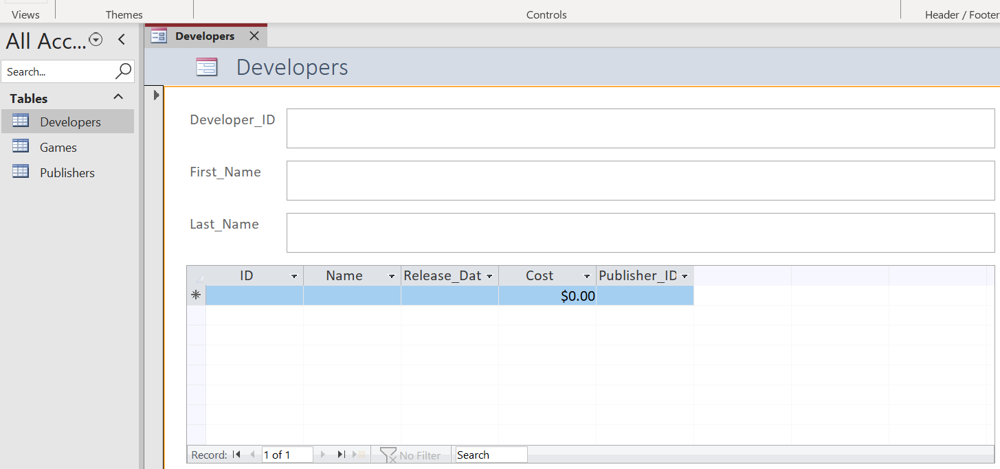 Views Themes Controls Header / Footer
All Acc...
Search...
Tables
Developers
Games
Publishers
Developers
Developers
Developer_ID
First_Name
Last_Name
ID Name Release_Dat Cost Publisher_ID
$0.00
Record: 1 of 1 No Filter Search